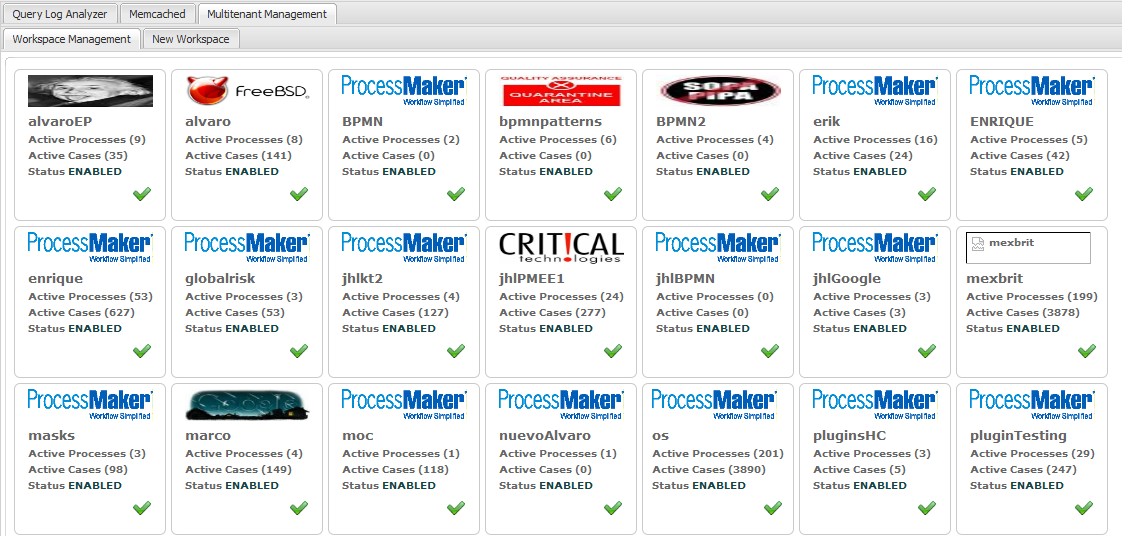 Query Log Analyzer
Memcached
Multitenant Management
Workspace Management
New Workspace
alvaroEP
Active Processes (9)
Active Cases (35)
Status ENABLED
FreeBSD
alvaro
Active Processes (8)
Active Cases (141)
Status ENABLED
ProcessMaker
Workflow Simplified
BPMN
Active Processes (2)
Active Cases (0)
Status ENABLED
QUALITY ASSURANCE
QUARANTINE
AREA
bpmnpatterns
Active Processes (6)
Active Cases (0)
Status ENABLED
SOPA
PIPA
BPMN2
Active Processes (4)
Active Cases (0)
Status ENABLED
ProcessMaker
Workflow Simplified
erik
Active Processes (16)
Active Cases (24)
Status ENABLED
ProcessMaker
Workflow Simplified
ENRIQUE
Active Processes (5)
Active Cases (42)
Status ENABLED
ProcessMaker
Workflow Simplified
enrique
Active Processes (53)
Active Cases (627)
Status ENABLED
ProcessMaker
Workflow Simplified
globalrisk
Active Processes (3)
Active Cases (53)
Status ENABLED
ProcessMaker
Workflow Simplified
jhlkt2
Active Processes (4)
Active Cases (127)
Status ENABLED
CRIT!CAL
technologies
jhlPMEE1
Active Processes (24)
Active Cases (277)
Status ENABLED
ProcessMaker
Workflow Simplified
jhlBPMN
Active Processes (0)
Active Cases (0)
Status ENABLED
ProcessMaker
Workflow Simplified
jhlGoogle
Active Processes (3)
Active Cases (3)
Status ENABLED
mexbrit
mexbrit
Active Processes (199)
Active Cases (3878)
Status ENABLED
ProcessMaker
Workflow Simplified
masks
Active Processes (3)
Active Cases (98)
Status ENABLED
marco
Active Processes (4)
Active Cases (149)
Status ENABLED
ProcessMaker
Workflow Simplified
moc
Active Processes (1)
Active Cases (118)
Status ENABLED
ProcessMaker
Workflow Simplified
nuevoAlvaro
Active Processes (1)
Active Cases (0)
Status ENABLED
ProcessMaker
Workflow Simplified
os
Active Processes (201)
Active Cases (3890)
Status ENABLED
ProcessMaker
Workflow Simplified
pluginsHC
Active Processes (3)
Active Cases (5)
Status ENABLED
ProcessMaker
Workflow Simplified
pluginTesting
Active Processes (29)
Active Cases (247)
Status ENABLED